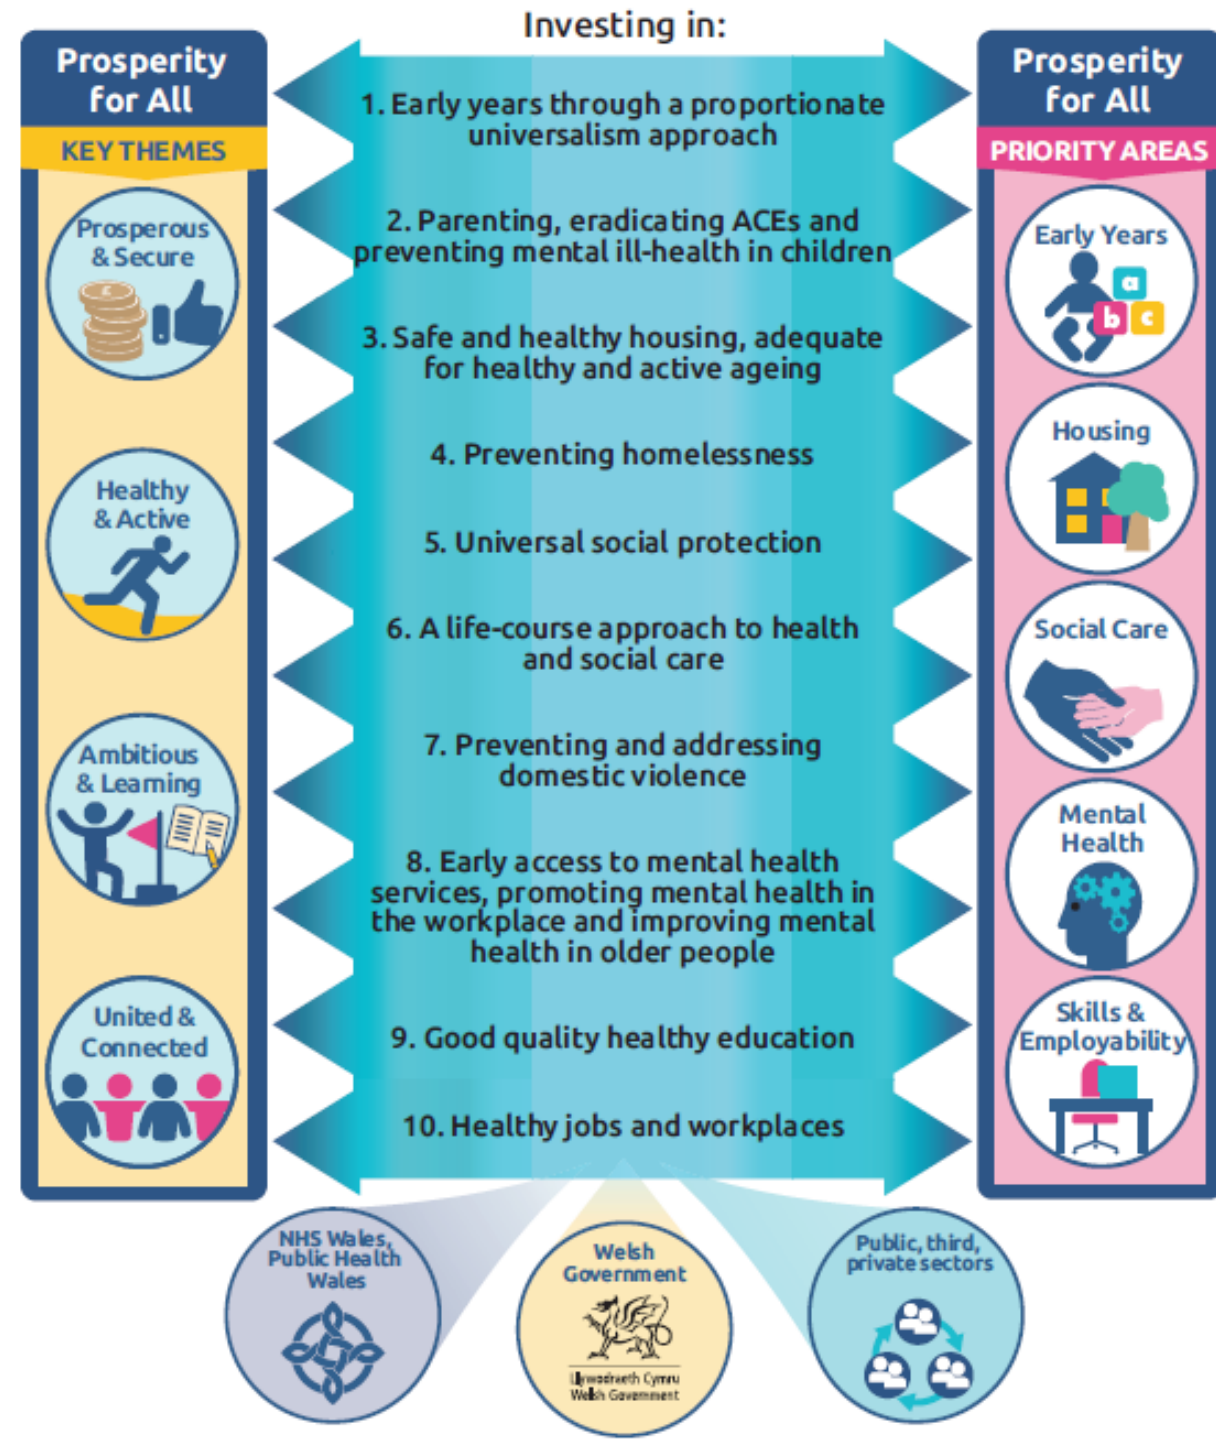 Investing in:
Prosperity
for All
KEY THEMES
Prosperous
& Secure
£
Healthy
& Active
Ambitious
& Learning
United &
Connected
1. Early years through a proportionate
universalism approach
2. Parenting, eradicating ACEs and
preventing mental ill-health in children
3. Safe and healthy housing, adequate
for healthy and active ageing
4. Preventing homelessness
5. Universal social protection
6. A life-course approach to health
and social care
7. Preventing and addressing
domestic violence
8. Early access to mental health
services, promoting mental health in
the workplace and improving mental
health in older people
9. Good quality healthy education
10. Healthy jobs and workplaces
Prosperity
for All
PRIORITY AREAS
Early Years
a
b c
Housing
Social Care
Mental
Health
Skills &
Employability
NHS Wales,
Public Health
Wales
Welsh
Government
Llywodraeth Cymru
Welsh Government
Public, third,
private sectors